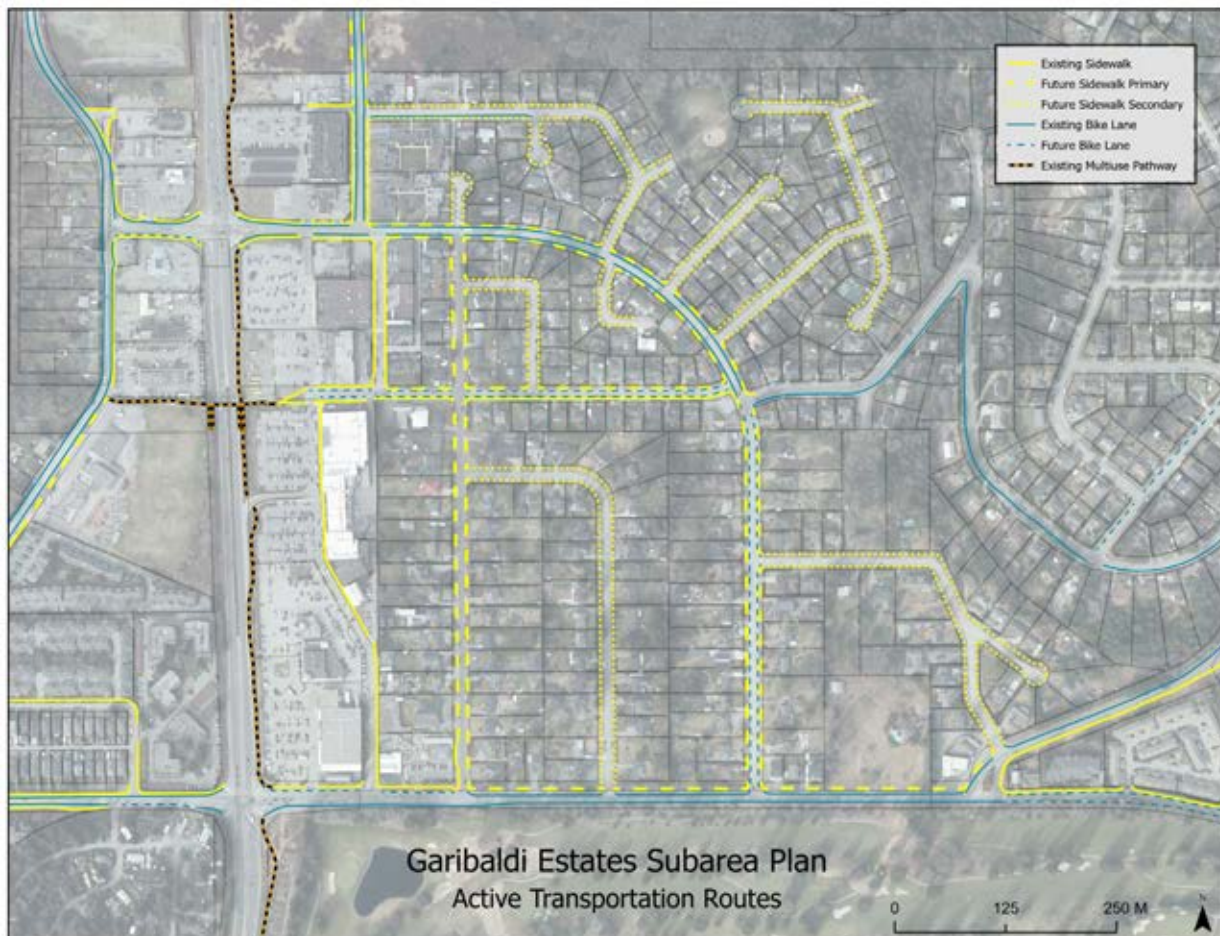 Existing Sidewalk
Future Sidewalk Primary
Future Sidewalk Secondary
Existing Bike Lane
Future Bike Lane
Existing Multiuse Pathway
Garibaldi Estates Subarea Plan
Active Transportation Routes
0 125 250 M
N